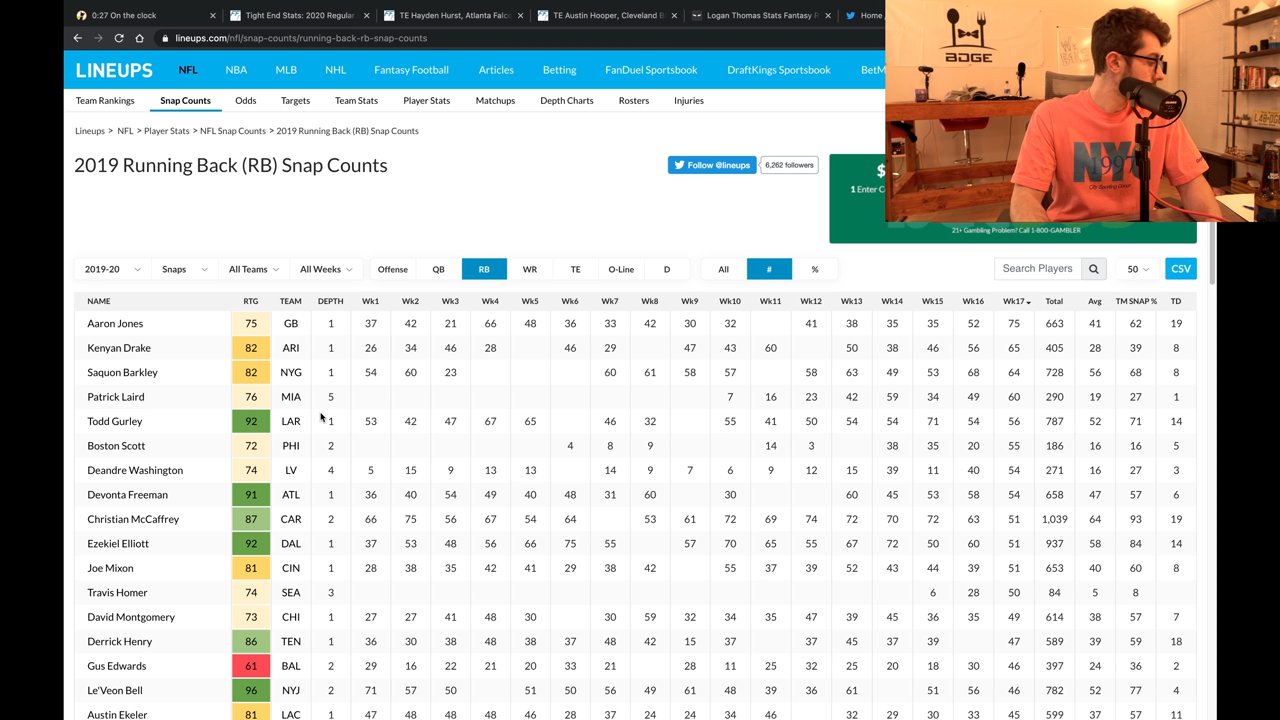 0:27 On the clock
Tight End Stats: 2020 Regular
TE Hayden Hurst, Atlanta Falco
TE Austin Hooper, Cleveland B
Logan Thomas Stats Fantasy F
Home /
lineups.com/nfl/snap-counts/running-back-rb-snap-counts
BDGE
LINEUPS NFL NBA MLB NHL Fantasy Football Articles Betting FanDuel Sportsbook DraftKings Sportsbook BetM
Team Rankings Snap Counts Odds Targets Team Stats Player Stats Matchups Depth Charts Rosters Injuries
Lineups > NFL > Player Stats > NFL Snap Counts > 2019 Running Back (RB) Snap Counts
2019 Running Back (RB) Snap Counts
Follow @lineups 6,262 followers
$
1 Enter C
21+ Gambling Problem? Call 1-800-GAMBLER
NY
1997
2019-20 Snaps All Teams All Weeks Offense QB RB WR TE O-Line D All # % Search Players 50 CSV
NAME RTG TEAM DEPTH Wk1 Wk2 Wk3 Wk4 Wk5 Wk6 Wk7 Wk8 Wk9 Wk10 Wk11 Wk12 Wk13 Wk14 Wk15 Wk16 Wk17 Total Avg TM SNAP % TD
Aaron Jones 75 GB 1 37 42 21 66 48 36 33 42 30 32 41 38 35 35 52 75 663 41 62 19
Kenyan Drake 82 ARI 1 26 34 46 28 46 29 47 43 60 50 38 46 56 65 405 28 39 8
Saquon Barkley 82 NYG 1 54 60 23 60 61 58 57 58 63 49 53 68 64 728 56 68 8
Patrick Laird 76 MIA 5 7 16 23 42 59 34 49 60 290 19 27 1
Todd Gurley 92 LAR 1 53 42 47 67 65 46 32 55 41 50 54 54 71 54 56 787 52 71 14
Boston Scott 72 PHI 2 4 8 9 14 3 38 35 20 55 186 16 16 5
Deandre Washington 74 LV 4 5 15 9 13 13 14 9 7 6 9 12 15 39 11 40 54 271 16 27 3
Devonta Freeman 91 ATL 1 36 40 54 49 40 48 31 60 30 60 45 53 58 54 658 47 57 6
Christian McCaffrey 87 CAR 2 66 75 56 67 54 64 53 61 72 69 74 72 70 72 63 51 1,039 64 93 19
Ezekiel Elliott 92 DAL 1 37 53 48 56 66 75 55 57 70 65 55 67 72 50 60 51 937 58 84 14
Joe Mixon 81 CIN 1 28 38 35 42 41 29 38 42 55 37 39 52 43 44 39 51 653 40 60 8
Travis Homer 74 SEA 3 6 28 50 84 5 8
David Montgomery 73 CHI 1 27 27 41 48 30 30 59 32 34 35 47 39 45 36 35 49 614 38 57 7
Derrick Henry 86 TEN 1 36 30 38 48 38 37 48 42 15 37 37 45 37 39 47 589 39 59 18
Gus Edwards 61 BAL 2 29 16 22 21 20 33 21 28 11 25 32 25 20 18 30 46 397 24 36 2
Le'Veon Bell 96 NYJ 2 71 57 50 51 50 56 49 61 48 39 36 61 51 56 46 782 52 77 4
Austin Ekeler 81 LAC 1 47 48 48 48 46 28 37 24 24 34 46 32 29 30 33 45 599 37 57 11